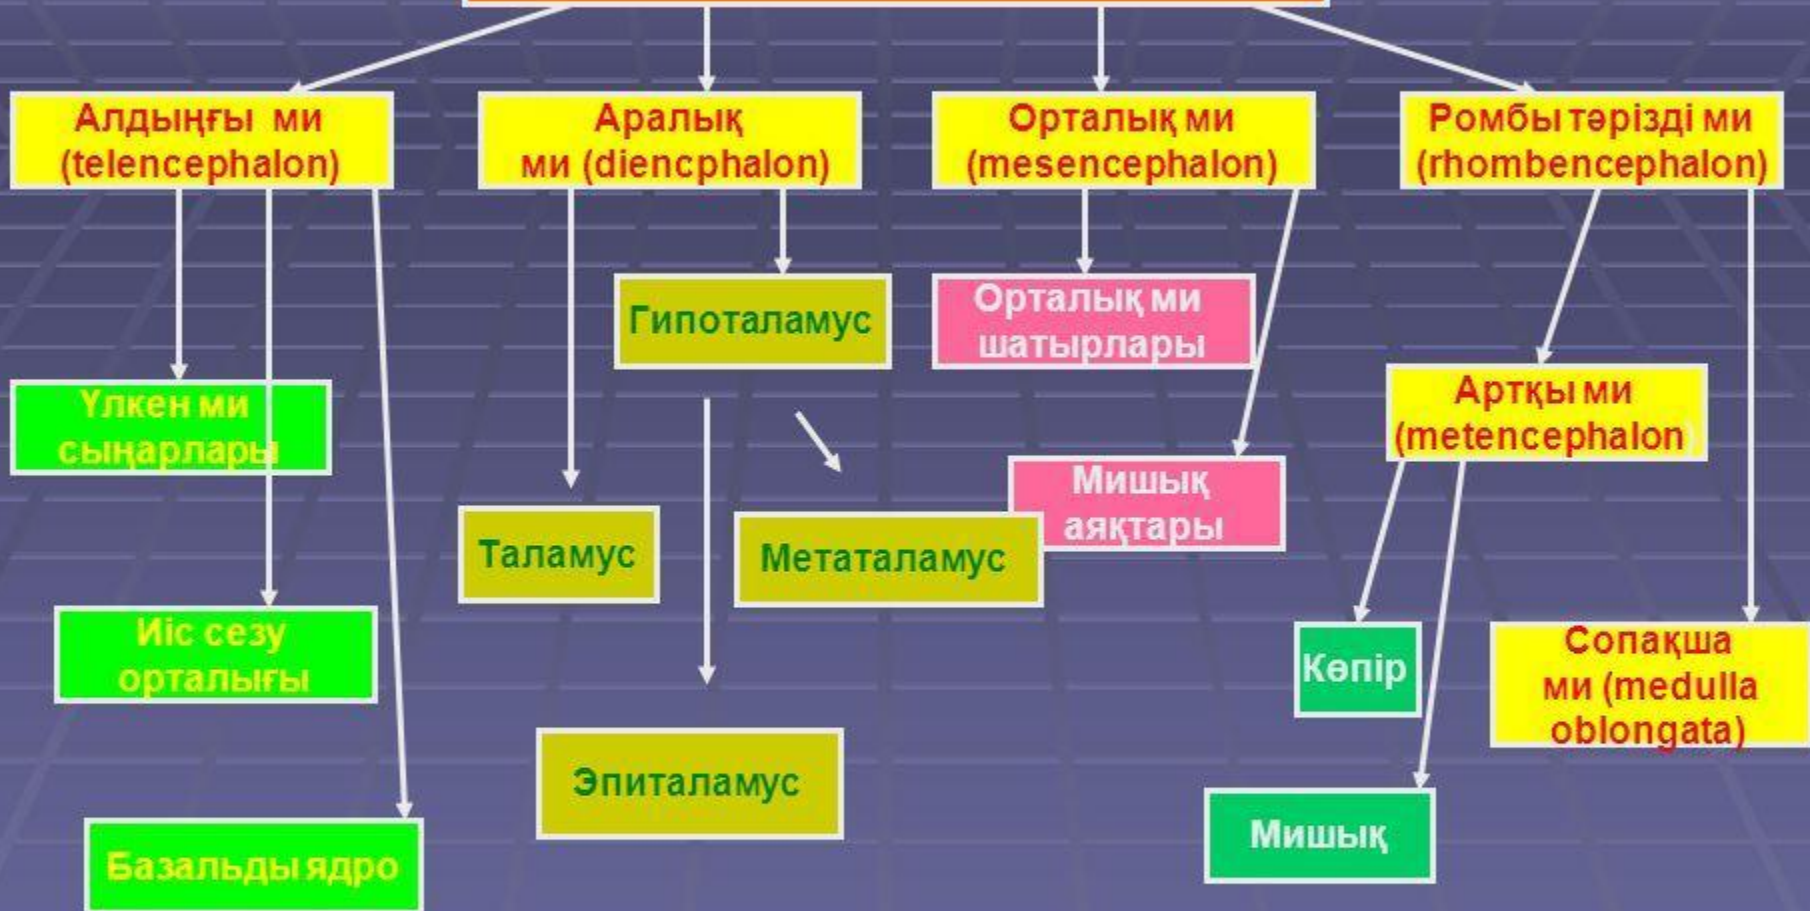 Алдыңғы ми
(telencephalon)
Аралық
ми (diencphalon)
Орталық ми
(mesencephalon)
Ромбы тәрізді ми
(rhombencephalon)
Гипоталамус
Орталық ми
шатырлары
Үлкен ми
сыңарлары
Артқы ми
(metencephalon)
Мишық
аяқтары
Таламус
Метаталамус
Иіс сезу
орталығы
Көпір
Сопақша
ми (medulla
oblongata)
Эпиталамус
Мишық
Базальды ядро